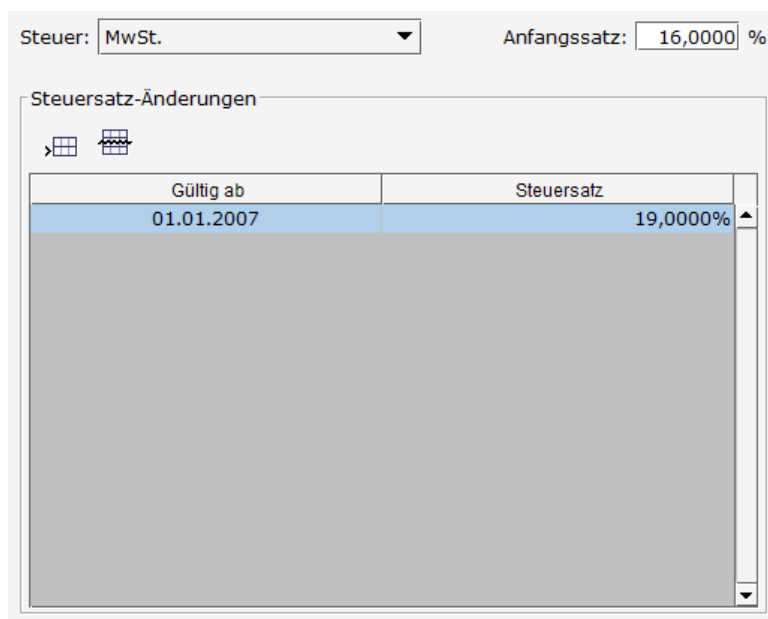 Steuer: MwSt. Anfangssatz: 16,0000 %
Steuersatz-Änderungen
Gültig ab Steuersatz
01.01.2007 19,0000%